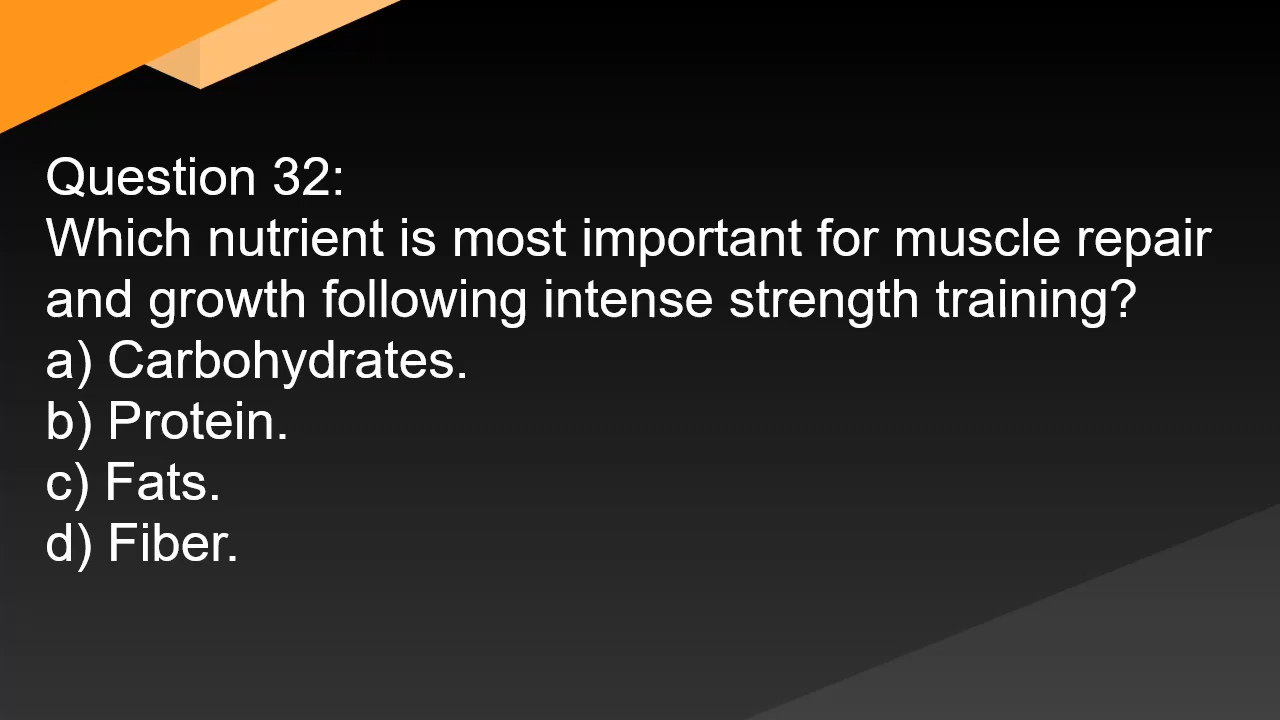 Question 32:
Which nutrient is most important for muscle repair
and growth following intense strength training?
a) Carbohydrates.
b) Protein.
c) Fats.
d) Fiber.